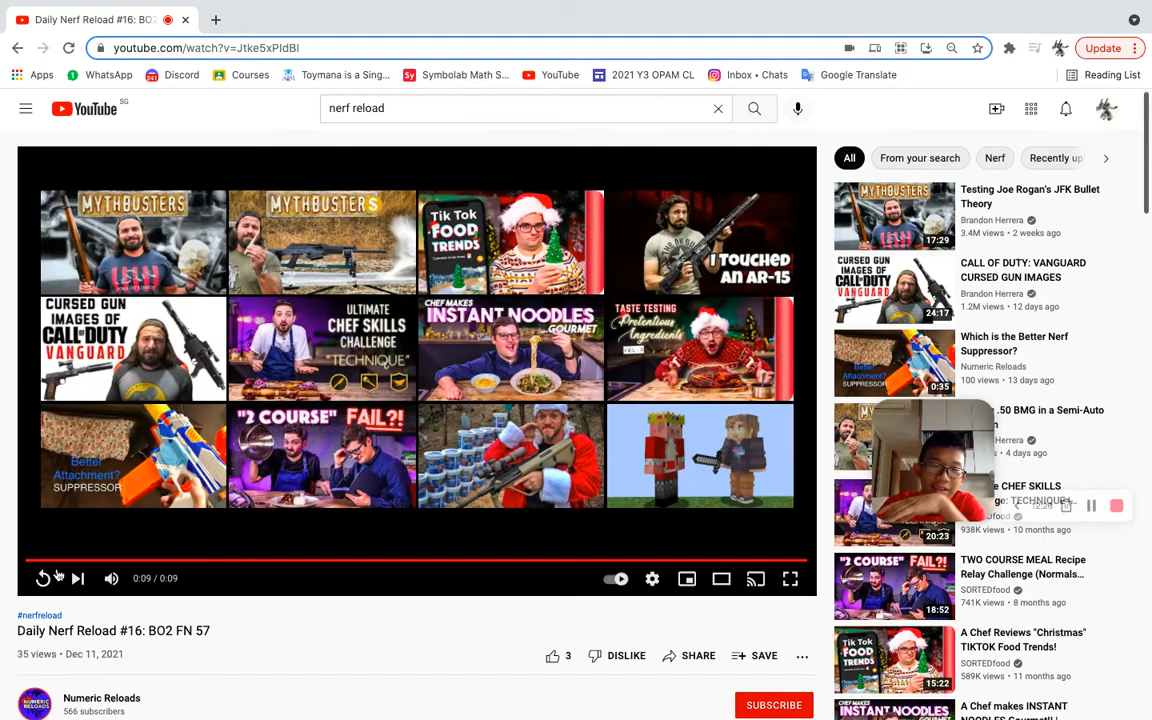 Daily Nerf Reload #16: BO2
youtube.com/watch?v=Jtke5xPIdBI
Update
Apps
WhatsApp
Discord
Courses
Toymana is a Sing...
Symbolab Math S...
YouTube
2021 Y3 OPAM CL
Inbox • Chats
Google Translate
Reading List
YouTube SG
nerf reload
All
From your search
Nerf
Recently up
MYTHBUSTERS
MYTHBUSTERS
Tik Tok
FOOD
TRENDS
I TOUCHED
AN AR-15
CURSED GUN
IMAGES OF
CALL OF DUTY
VANGUARD
ULTIMATE
CHEF SKILLS
CHALLENGE
"TECHNIQUE"
CHEF MAKES
INSTANT NOODLES
...GOURMET
TASTE TESTING
Pretentious
Ingredients
Better
Attachment?
SUPPRESSOR
"2 COURSE" FAIL?!
0:09 / 0:09
#nerfreload
Daily Nerf Reload #16: BO2 FN 57
35 views • Dec 11, 2021
3
DISLIKE
SHARE
SAVE
Numeric Reloads
566 subscribers
SUBSCRIBE
Testing Joe Rogan's JFK Bullet
Theory
Brandon Herrera
3.4M views • 2 weeks ago
17:29
CALL OF DUTY: VANGUARD
CURSED GUN IMAGES
Brandon Herrera
1.2M views • 12 days ago
24:17
Which is the Better Nerf
Suppressor?
Numeric Reloads
100 views • 13 days ago
0:35
.50 BMG in a Semi-Auto
Herrera
4 days ago
CHEF SKILLS
TECHNIQUE
938K views • 10 months ago
20:23
TWO COURSE MEAL Recipe
Relay Challenge (Normals...
SORTEDfood
741K views • 8 months ago
18:52
A Chef Reviews "Christmas"
TIKTOK Food Trends!
SORTEDfood
589K views • 11 months ago
15:22
A Chef makes INSTANT
NOODLES Gourmet!! |